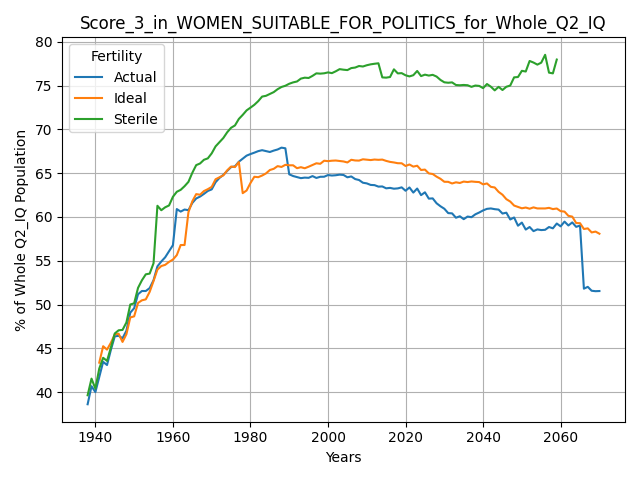 Score_3_in_WOMEN_SUITABLE_FOR_POLITICS_for_Whole_Q2_IQ
% of Whole Q2_IQ Population
80
75
70
65
60
55
50
45
40
Fertility
Actual
Ideal
Sterile
1940 1960 1980 2000 2020 2040 2060
Years